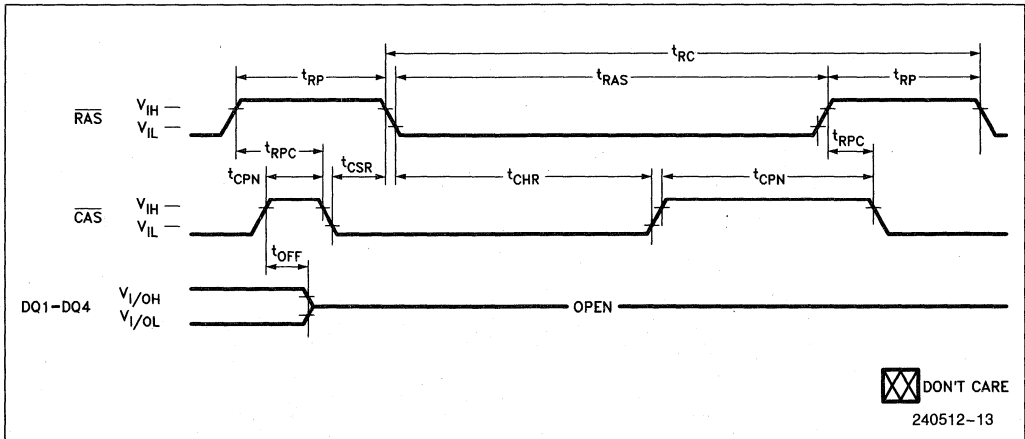 tRC
tRP tRAS tRP
RAS VIH
VIL
tRPC tCSR tRPC
tCPN tCHR tCPN
CAS VIH
VIL
tOFF
DQ1-DQ4 VI/OH
VI/OL
OPEN
DON'T CARE
240512-13